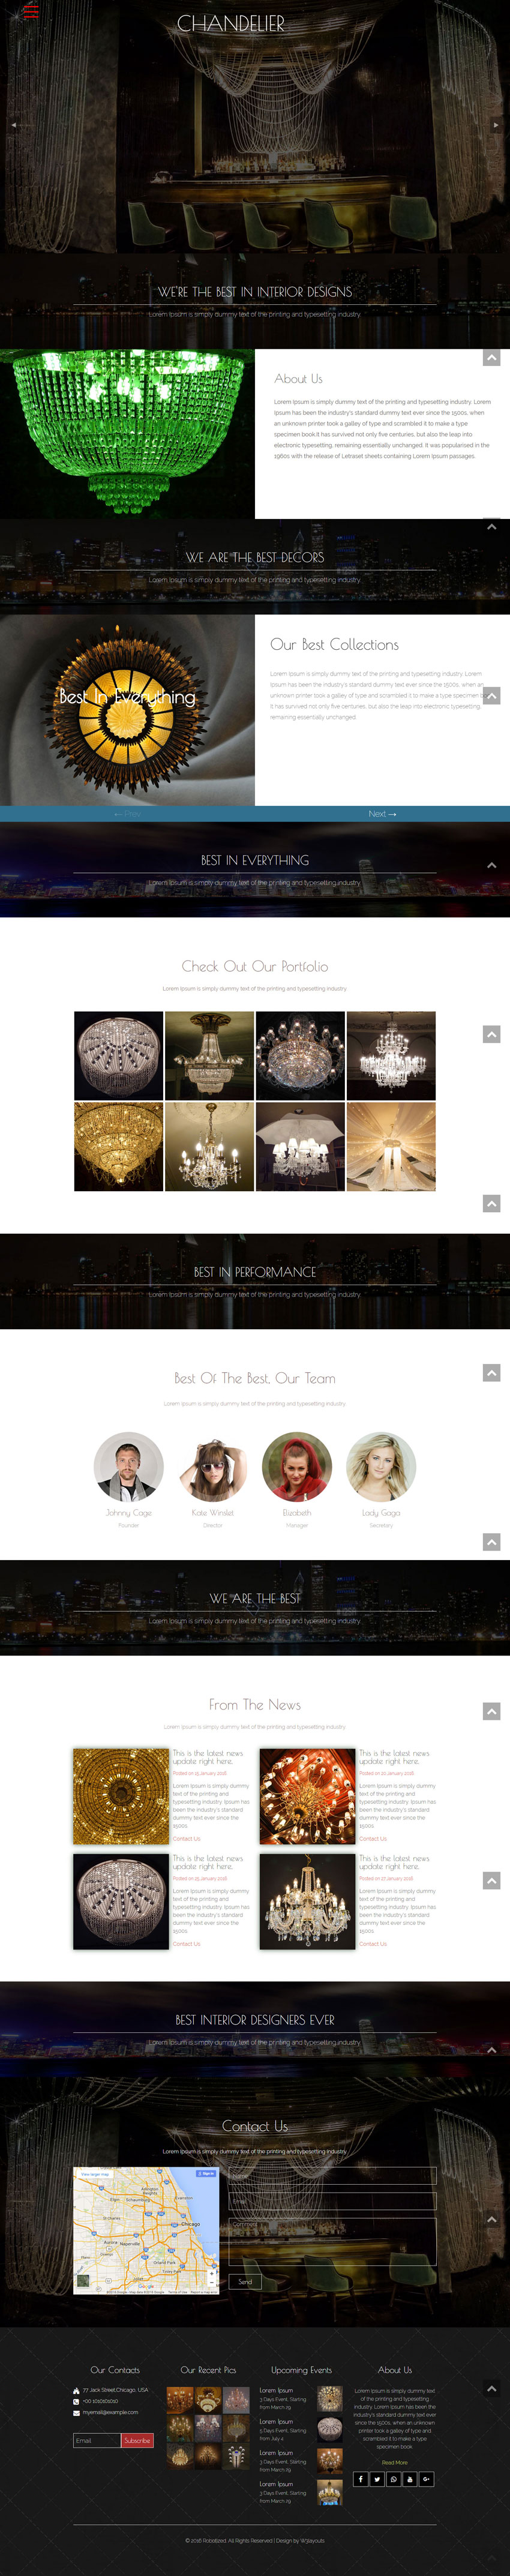 CHANDELIER
WE'RE THE BEST IN INTERIOR DESIGNS
Lorem Ipsum is simply dummy text of the printing and typesetting industry.
About Us
Lorem Ipsum is simply dummy text of the printing and typesetting industry. Lorem
Ipsum has been the industry's standard dummy text ever since the 1500s, when
an unknown printer took a galley of type and scrambled it to make a type
specimen book.It has survived not only five centuries, but also the leap into
electronic typesetting, remaining essentially unchanged. It was popularised in the
1960s with the release of Letraset sheets containing Lorem Ipsum passages.
WE ARE THE BEST DECORS
Lorem Ipsum is simply dummy text of the printing and typesetting industry.
Best In Everything
Our Best Collections
Lorem Ipsum is simply dummy text of the printing and typesetting industry. Lorem
Ipsum has been the industry's standard dummy text ever since the 1500s, when an
unknown printer took a galley of type and scrambled it to make a type specimen
It has survived not only five centuries, but also the leap into electronic typesetting,
remaining essentially unchanged.
← Prev
Next →
BEST IN EVERYTHING
Lorem Ipsum is simply dummy text of the printing and typesetting industry.
Check Out Our Portfolio
Lorem Ipsum is simply dummy text of the printing and typesetting industry.
BEST IN PERFORMANCE
Lorem Ipsum is simply dummy text of the printing and typesetting industry.
Best Of The Best, Our Team
Lorem Ipsum is simply dummy text of the printing and typesetting industry.
Johnny Cage
Founder
Kate Winslet
Director
Elizabeth
Manager
Lady Gaga
Secretary
WE ARE THE BEST
Lorem Ipsum is simply dummy text of the printing and typesetting industry.
From The News
Lorem Ipsum is simply dummy text of the printing and typesetting industry.
This is the latest news
update right here.
Posted on 15 January 2016
Lorem Ipsum is simply dummy
text of the printing and
typesetting industry. Ipsum has
been the industry's standard
dummy text ever since the
1500s.
Contact Us
This is the latest news
update right here.
Posted on 21 January 2016
Lorem Ipsum is simply dummy
text of the printing and
typesetting industry. Ipsum has
been the industry's standard
dummy text ever since the
1500s.
Contact Us
This is the latest news
update right here.
Posted on 25 January 2016
Lorem Ipsum is simply dummy
text of the printing and
typesetting industry. Ipsum has
been the industry's standard
dummy text ever since the
1500s.
Contact Us
This is the latest news
update right here.
Posted on 27 January 2016
Lorem Ipsum is simply dummy
text of the printing and
typesetting industry. Ipsum has
been the industry's standard
dummy text ever since the
1500s.
Contact Us
BEST INTERIOR DESIGNERS EVER
Lorem Ipsum is simply dummy text of the printing and typesetting industry.
Contact Us
Lorem Ipsum is simply dummy text of the printing and typesetting industry.
View larger map
Sign in
Elgin
Schaumburg
Chicago
Aurora
Naperville
Orland Park
Name
Email
Comment
Send
Our Contacts
77 Jack Street,Chicago, USA
+00 1010101010
myemail@example.com
Email
Subscribe
Our Recent Pics
Upcoming Events
Lorem Ipsum
3 Days Event, Starting
from March 29.
Lorem Ipsum
5 Days Event, Starting
from July 4.
Lorem Ipsum
3 Days Event, Starting
from March 29
Lorem Ipsum
3 Days Event, Starting
from March 29
About Us
Lorem Ipsum is simply dummy text
of the printing and typesetting
industry. Lorem Ipsum has been the
industry's standard dummy text ever
since the 1500s, when an unknown
printer took a galley of type and
scrambled it to make a type
specimen book.
Read More
© 2016 Robotized. All Rights Reserved | Design by W3layouts